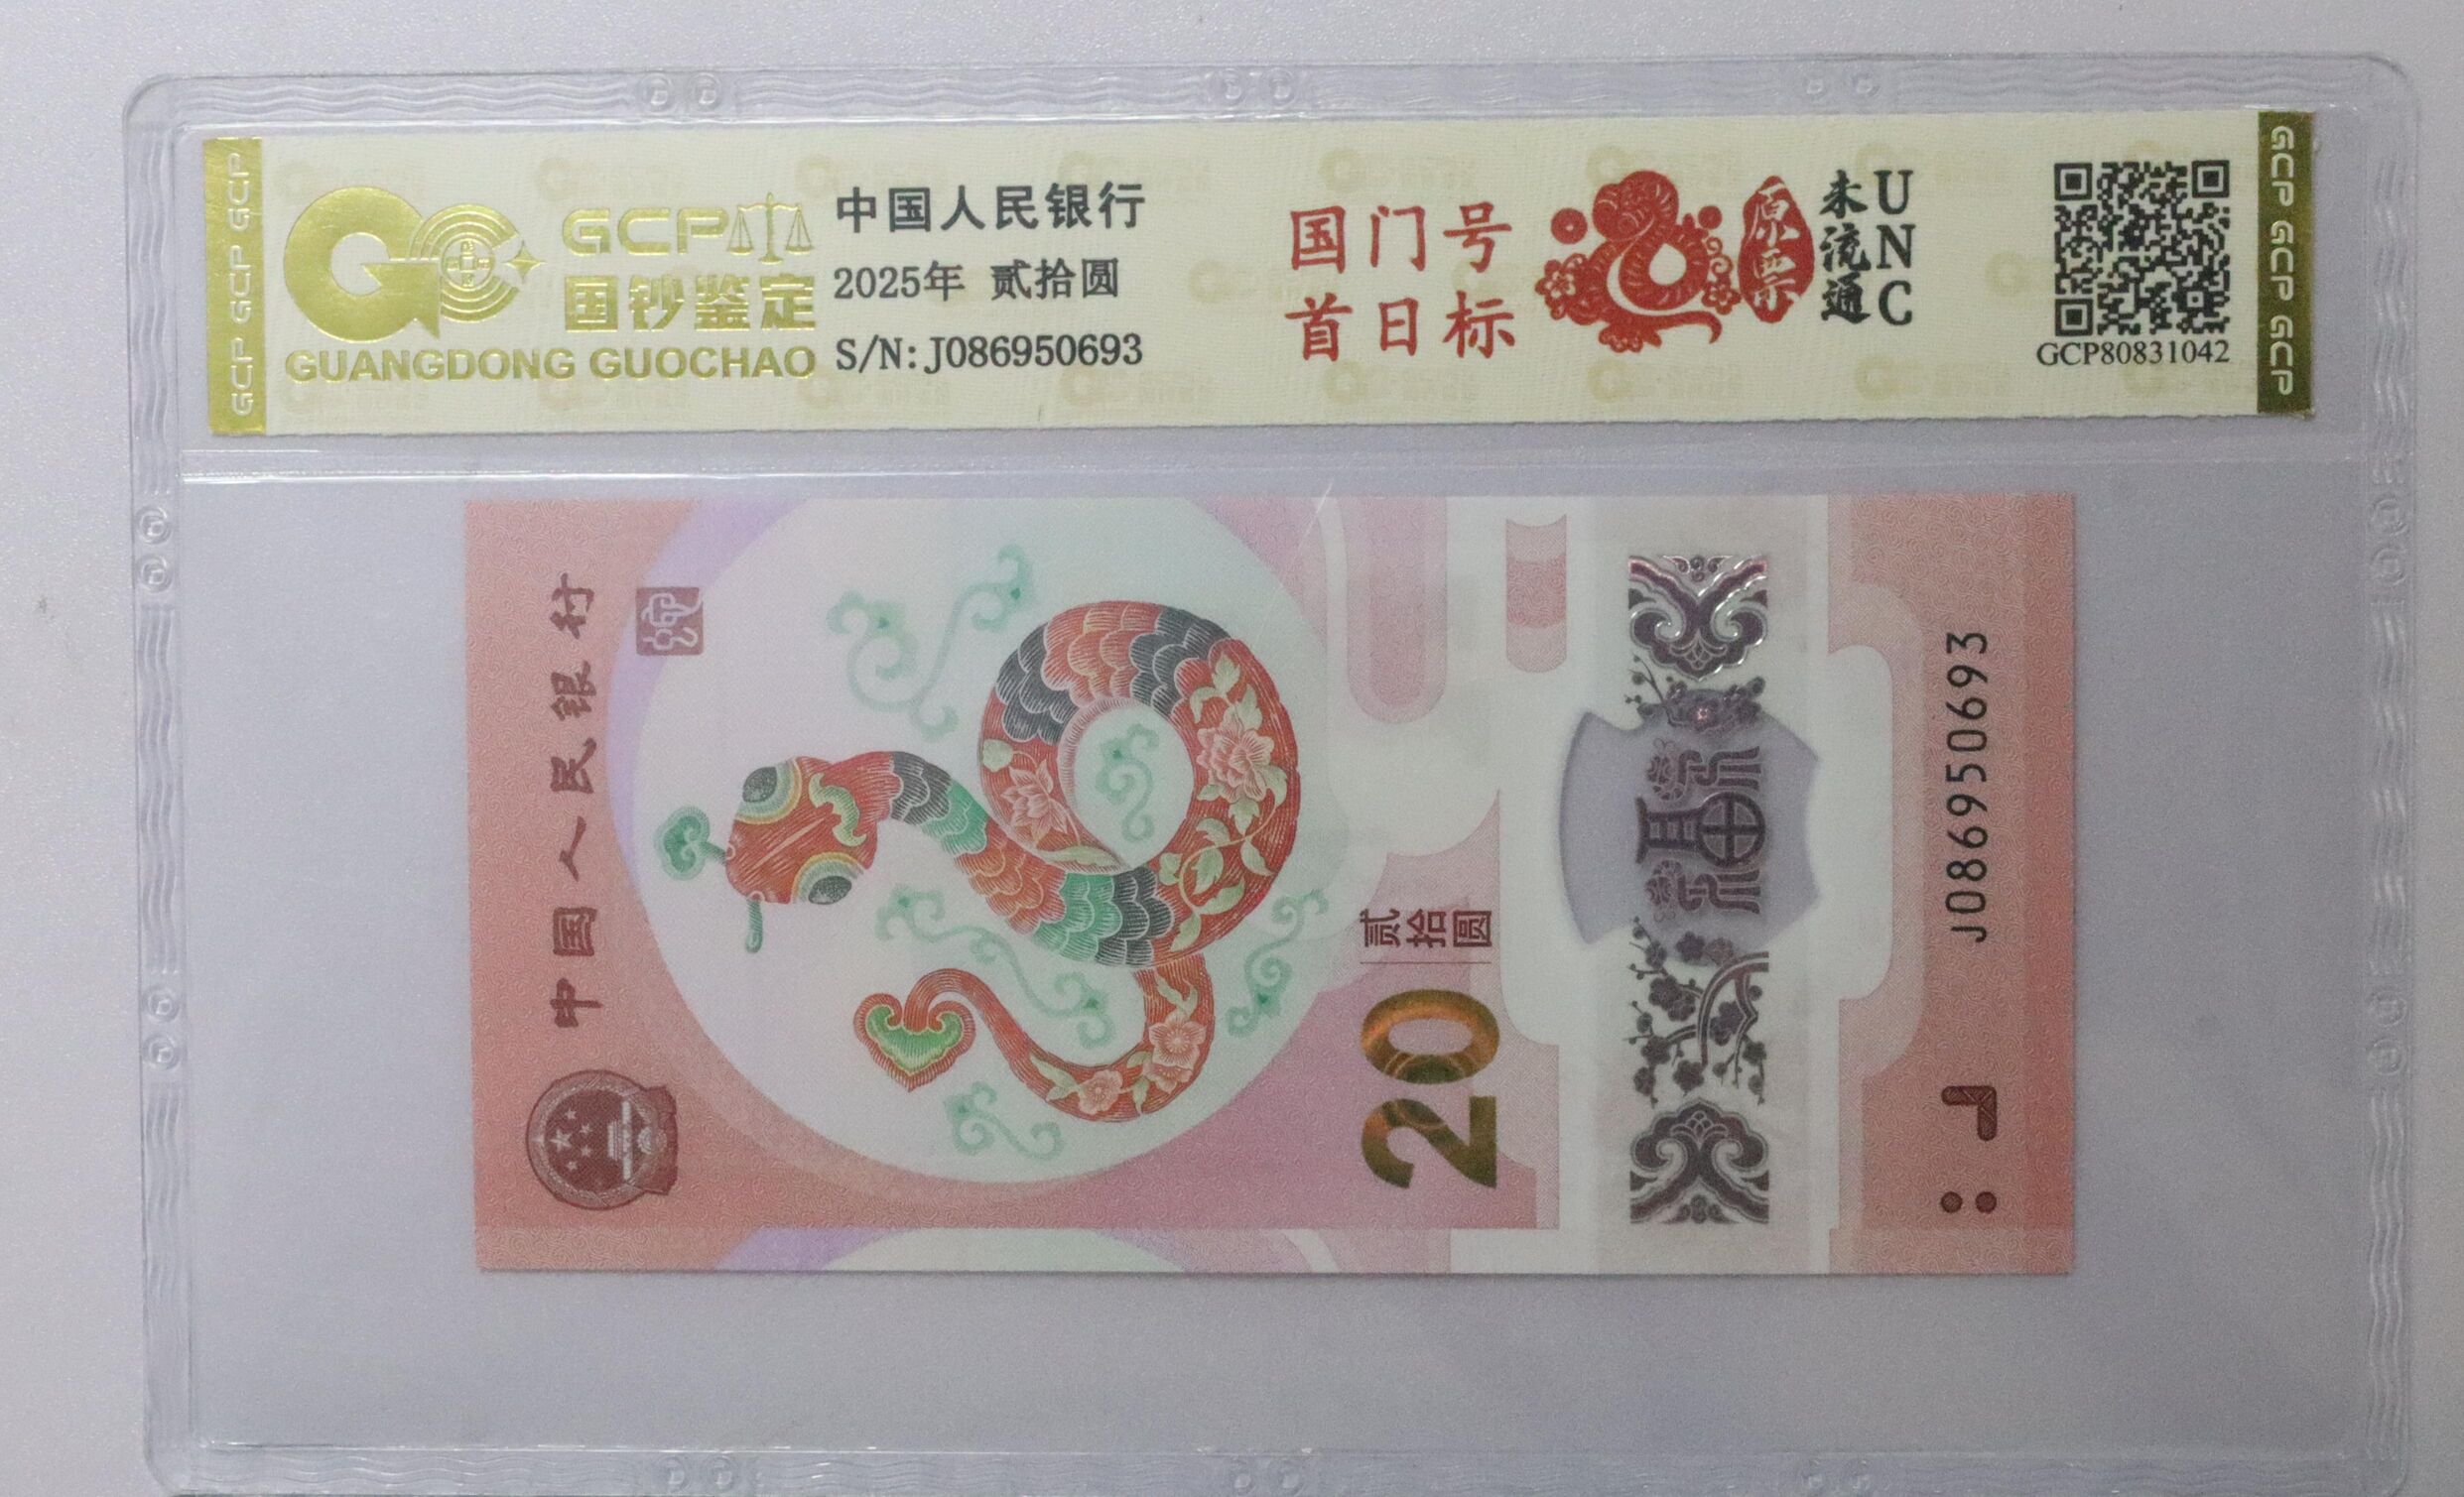 GCP GCP GCP
GCP
国钞鉴定
GUANGDONG GUOCHAO
中国人民银行
2025年 贰拾圆
S/N:J086950693
国门号
首日标
原票
未流通
UNC
GCP80831042
GCP GCP GCP
中国人民银行
贰拾圆
20
福
J086950693